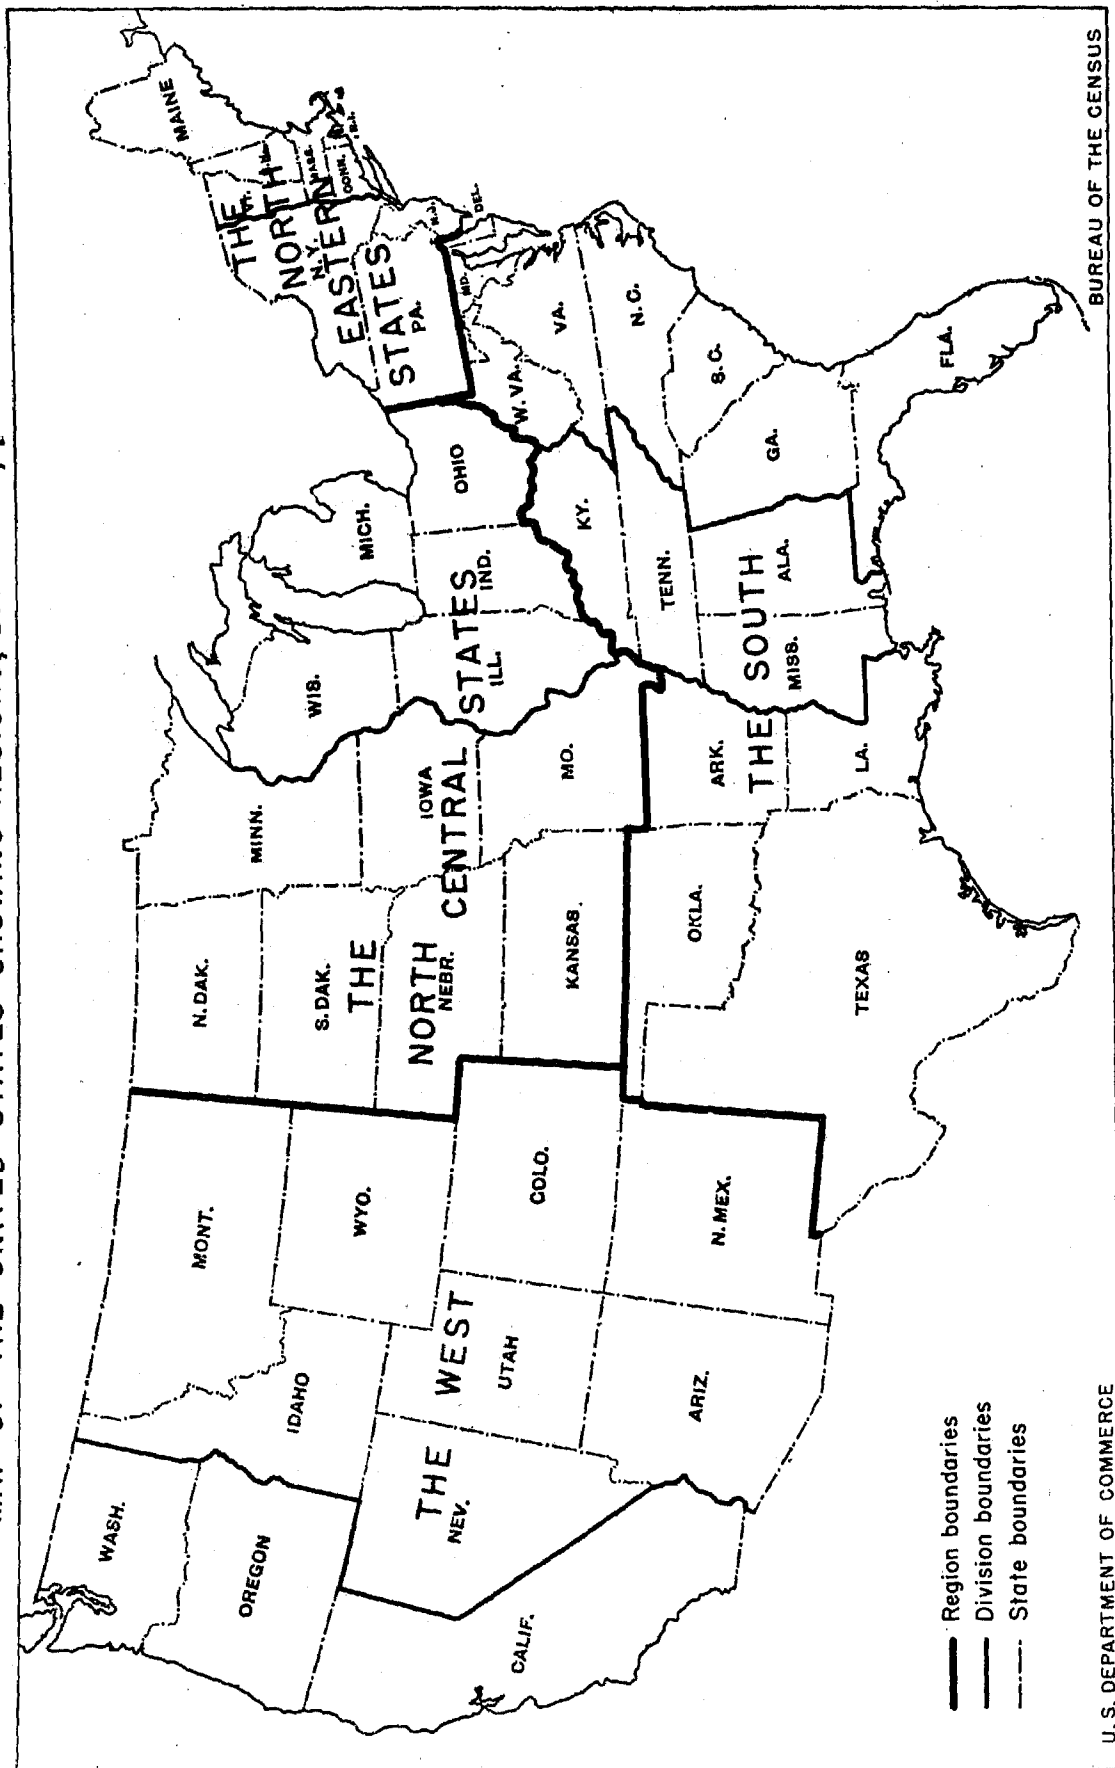 THE WEST
THE NORTH CENTRAL STATES
THE NORTH EASTERN STATES
THE SOUTH
WASH.
OREGON
CALIF.
NEV.
IDAHO
MONT.
WYO.
UTAH
COLO.
ARIZ.
N. MEX.
N. DAK.
S. DAK.
NEBR.
KANSAS
MINN.
IOWA
MO.
WIS.
ILL.
MICH.
IND.
OHIO
OKLA.
TEXAS
ARK.
LA.
KY.
TENN.
MISS.
ALA.
GA.
FLA.
S.C.
N.C.
VA.
W. VA.
MD.
DEL.
PA.
N.J.
N.Y.
CONN.
R.I.
MASS.
VT.
MAINE
Region boundaries
Division boundaries
State boundaries
U.S. DEPARTMENT OF COMMERCE
BUREAU OF THE CENSUS